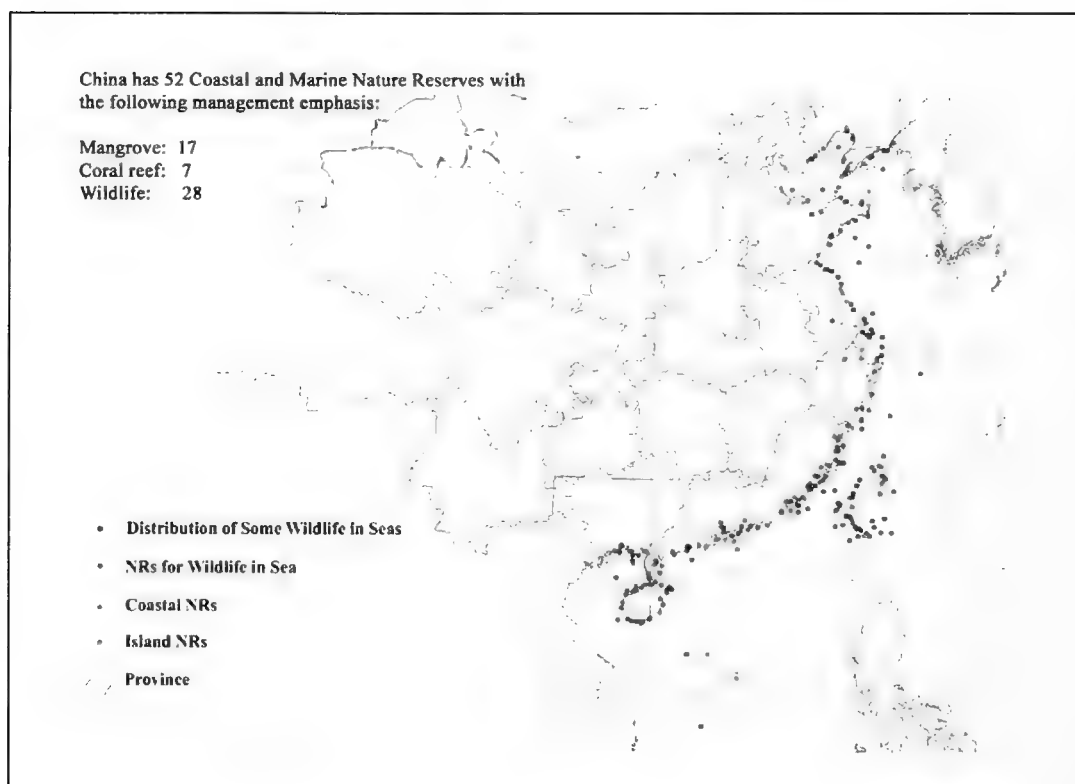 China has 52 Coastal and Marine Nature Reserves with
the following management emphasis:
Mangrove: 17
Coral reef: 7
Wildlife: 28
Distribution of Some Wildlife in Seas
NRs for Wildlife in Sea
Coastal NRs
Island NRs
Province